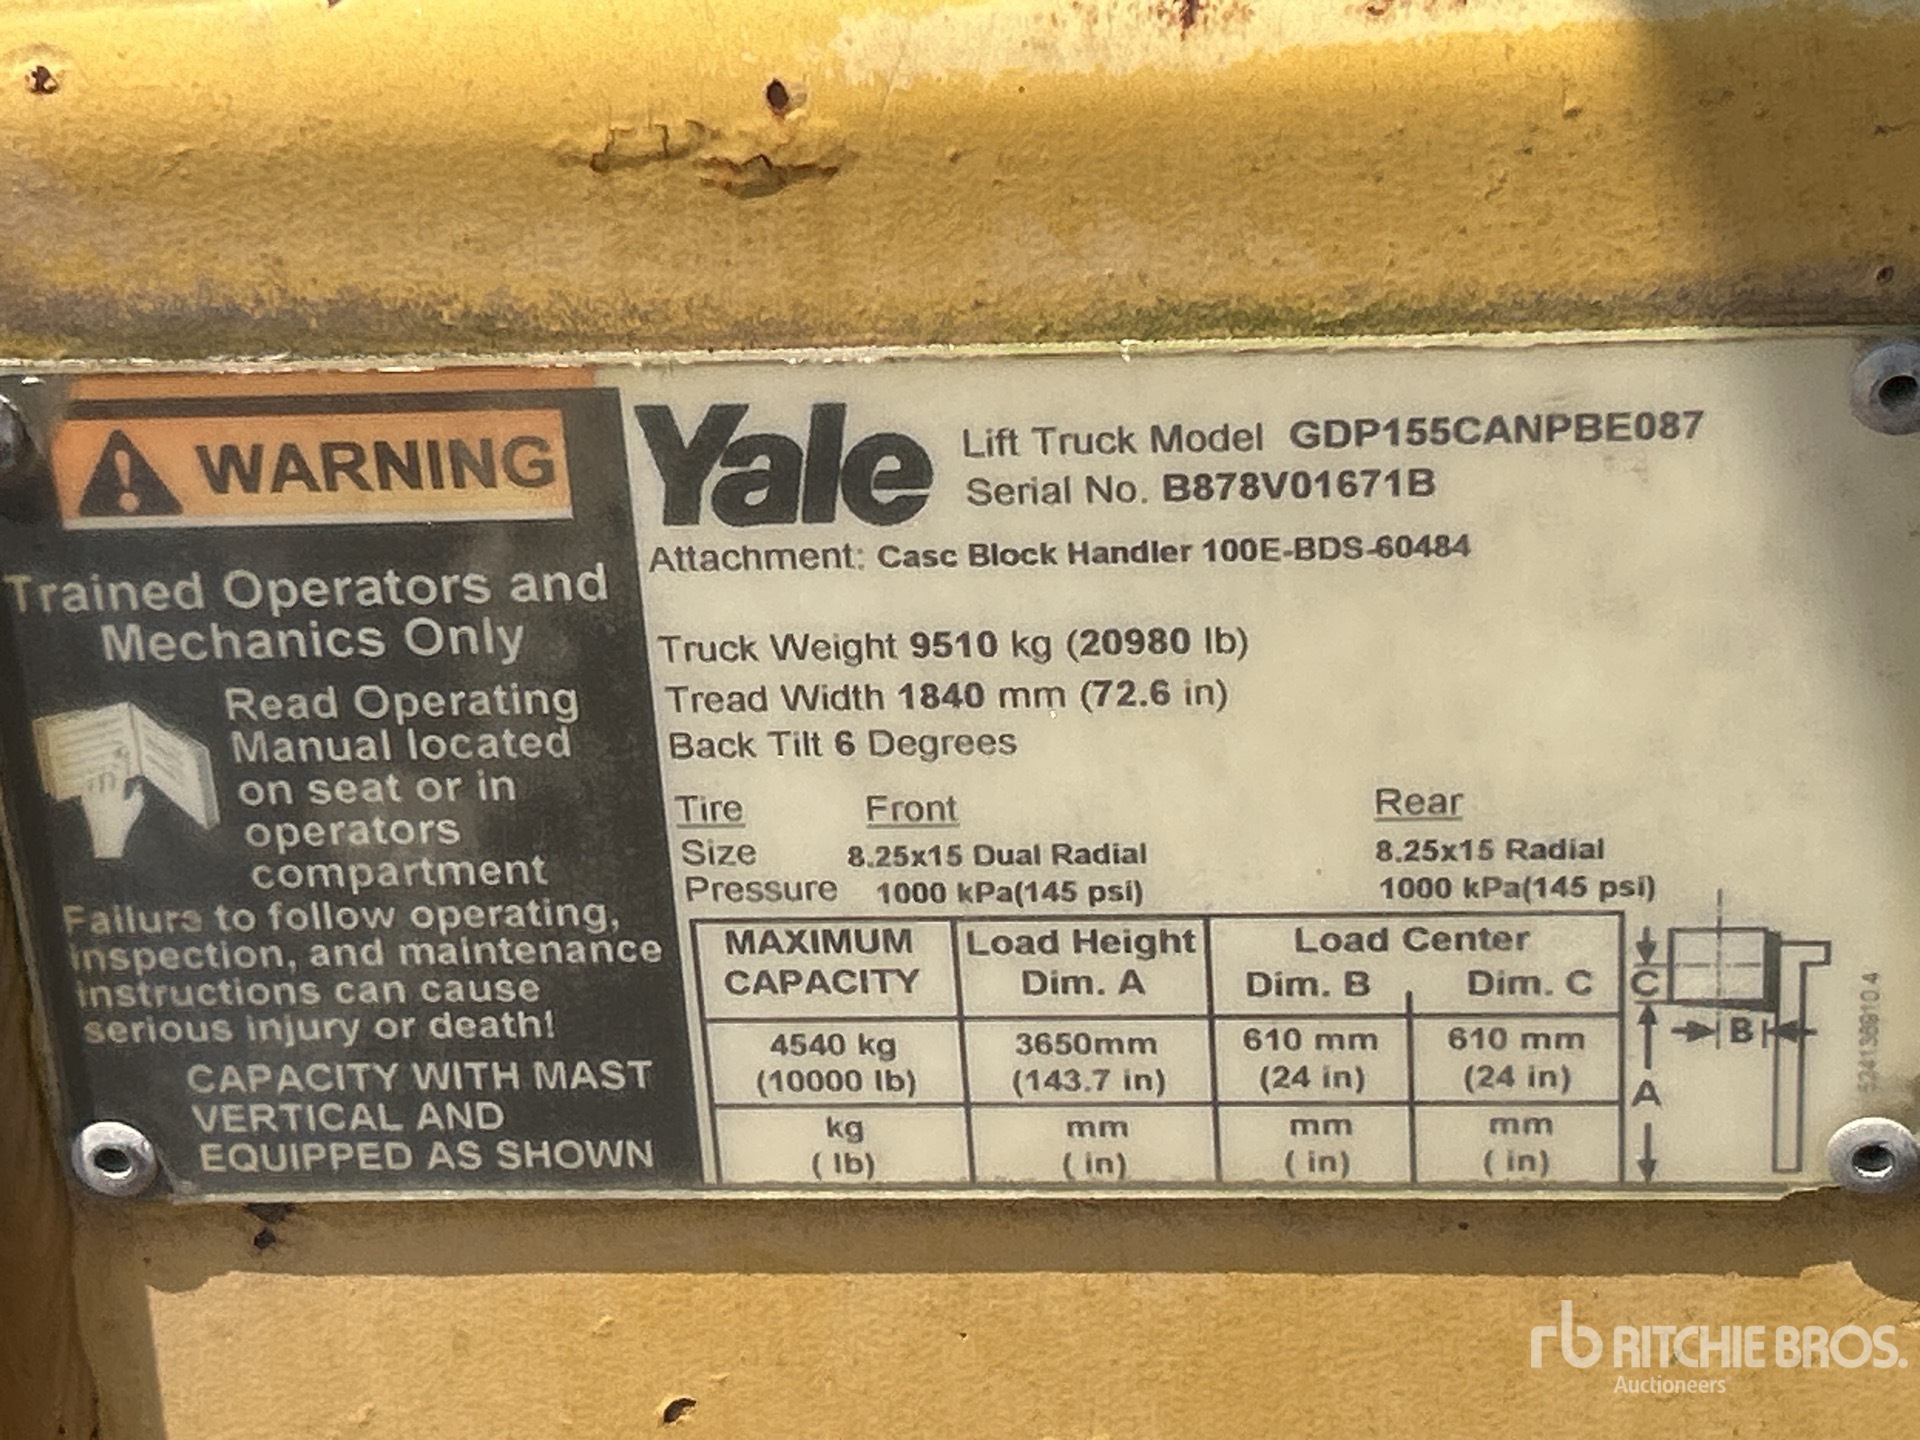 WARNING
Trained Operators and
Mechanics Only
Read Operating
Manual located
on seat or in
operators
compartment
Failure to follow operating,
inspection, and maintenance
instructions can cause
serious injury or death!
CAPACITY WITH MAST
VERTICAL AND
EQUIPPED AS SHOWN
Yale
Lift Truck Model GDP155CANPBE087
Serial No. B878V01671B
Attachment: Casc Block Handler 100E-BDS-60484
Truck Weight 9510 kg (20980 lb)
Tread Width 1840 mm (72.6 in)
Back Tilt 6 Degrees
Tire Front Rear
Size 8.25x15 Dual Radial 8.25x15 Radial
Pressure 1000 kPa(145 psi) 1000 kPa(145 psi)
MAXIMUM Load Height Load Center
CAPACITY Dim. A Dim. B Dim. C
4540 kg 3650mm 610 mm 610 mm
(10000 lb) (143.7 in) (24 in) (24 in)
kg mm mm mm
( lb) ( in) ( in) ( in)
C
B
A
rb RITCHIE BROS.
Auctioneers